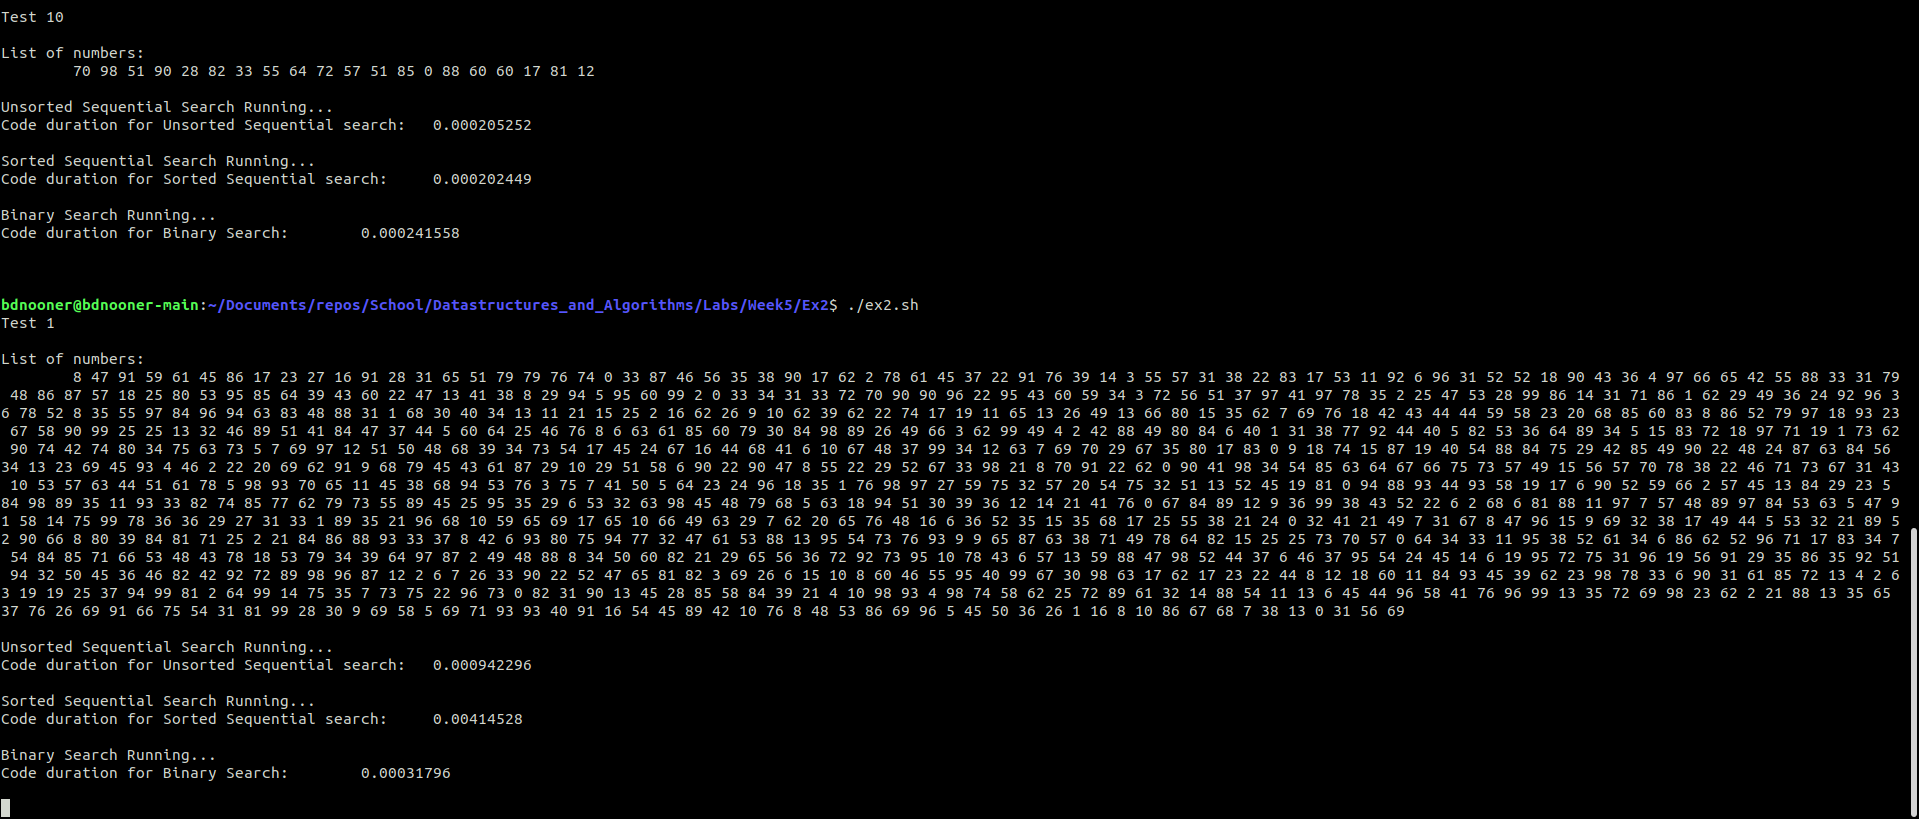 Test 10
List of numbers:
70 98 51 90 28 82 33 55 64 72 57 51 85 0 88 60 60 17 81 12
Unsorted Sequential Search Running...
Code duration for Unsorted Sequential search: 0.000205252
Sorted Sequential Search Running...
Code duration for Sorted Sequential search: 0.000202449
Binary Search Running...
Code duration for Binary Search: 0.000241558
bdnooner@bdnooner-main:~/Documents/repos/School/Datastructures_and_Algorithms/Labs/Week5/Ex2$ ./ex2.sh
Test 1
List of numbers:
8 47 91 59 61 45 86 17 23 27 16 91 28 31 65 51 79 79 76 74 0 33 87 46 56 35 38 90 17 62 2 78 61 45 37 22 91 76 39 14 3 55 57 31 38 22 83 17 53 11 92 6 96 31 52 52 18 90 43 36 4 97 66 65 42 55 88 33 31 79
48 86 87 57 18 25 80 53 95 85 64 39 43 60 22 47 13 41 38 8 29 94 5 95 60 99 2 0 33 34 31 33 72 70 90 90 96 22 95 43 60 59 34 3 72 56 51 37 97 41 97 78 35 2 25 47 53 28 99 86 14 31 71 86 1 62 29 49 36 24 92 96 3
6 78 52 8 35 55 97 84 96 94 63 83 48 88 31 1 68 30 40 34 13 11 21 15 25 2 16 62 26 9 10 62 39 62 22 74 17 19 11 65 13 26 49 13 66 80 15 35 62 7 69 76 18 42 43 44 44 59 58 23 20 68 85 60 83 8 86 52 79 97 18 93 23
67 58 90 99 25 25 13 32 46 89 51 41 84 47 37 44 5 60 64 25 46 76 8 6 63 61 85 60 79 30 84 98 89 26 49 66 3 62 99 49 4 2 42 88 49 80 84 6 40 1 31 38 77 92 44 40 5 82 53 36 64 89 34 5 15 83 72 18 97 71 19 1 73 62
90 74 42 74 80 34 75 63 73 5 7 69 97 12 51 50 48 68 39 34 73 54 17 45 24 67 16 44 68 41 6 10 67 48 37 99 34 12 63 7 69 70 29 67 35 80 17 83 0 9 18 74 15 87 19 40 54 88 84 75 29 42 85 49 90 22 48 24 87 63 84 56
34 13 23 69 45 93 4 46 2 22 20 69 62 91 9 68 79 45 43 61 87 29 10 29 51 58 6 90 22 90 47 8 55 22 29 52 67 33 98 21 8 70 91 22 62 0 90 41 98 34 54 85 63 64 67 66 75 73 57 49 15 56 57 70 78 38 22 46 71 73 67 31 43
10 53 57 63 44 51 61 78 5 98 93 70 65 11 45 38 68 94 53 76 3 75 7 41 50 5 64 23 24 96 18 35 1 76 98 97 27 59 75 32 57 20 54 75 32 51 13 52 45 19 81 0 94 88 93 44 93 58 19 17 6 90 52 59 66 2 57 45 13 84 29 23 5
84 98 89 35 11 93 33 82 74 85 77 62 79 73 55 89 45 25 95 35 29 6 53 32 63 98 45 48 79 68 5 63 18 94 51 30 39 36 12 14 21 41 76 0 67 84 89 12 9 36 99 38 43 52 22 6 2 68 6 81 88 11 97 7 57 48 89 97 84 53 63 5 47 9
1 58 14 75 99 78 36 36 29 27 31 33 1 89 35 21 96 68 10 59 65 69 17 65 10 66 49 63 29 7 62 20 65 76 48 16 6 36 52 35 15 35 68 17 25 55 38 21 24 0 32 41 21 49 7 31 67 8 47 96 15 9 69 32 38 17 49 44 5 53 32 21 89 5
2 90 66 8 80 39 84 81 71 25 2 21 84 86 88 93 33 37 8 42 6 93 80 75 94 77 32 47 61 53 88 13 95 54 73 76 93 9 9 65 87 63 38 71 49 78 64 82 15 25 25 73 70 57 0 64 34 33 11 95 38 52 61 34 6 86 62 52 96 71 17 83 34 7
54 84 85 71 66 53 48 43 78 18 53 79 34 39 64 97 87 2 49 48 88 8 34 50 60 82 21 29 65 56 36 72 92 73 95 10 78 43 6 57 13 59 88 47 98 52 44 37 6 46 37 95 54 24 45 14 6 19 95 72 75 31 96 19 56 91 29 35 86 35 92 51
94 32 50 45 36 46 82 42 92 72 89 98 96 87 12 2 6 7 26 33 90 22 52 47 65 81 82 3 69 26 6 15 10 8 60 46 55 95 40 99 67 30 98 63 17 62 17 23 22 44 8 12 18 60 11 84 93 45 39 62 23 98 78 33 6 90 31 61 85 72 13 4 2 6
3 19 19 25 37 94 99 81 2 64 99 14 75 35 7 73 75 22 96 73 0 82 31 90 13 45 28 85 58 84 39 21 4 10 98 93 4 98 74 58 62 25 72 89 61 32 14 88 54 11 13 6 45 44 96 58 41 76 96 99 13 35 72 69 98 23 62 2 21 88 13 35 65
37 76 26 69 91 66 75 54 31 81 99 28 30 9 69 58 5 69 71 93 93 40 91 16 54 45 89 42 10 76 8 48 53 86 69 96 5 45 50 36 26 1 16 8 10 86 67 68 7 38 13 0 31 56 69
Unsorted Sequential Search Running...
Code duration for Unsorted Sequential search: 0.000942296
Sorted Sequential Search Running...
Code duration for Sorted Sequential search: 0.00414528
Binary Search Running...
Code duration for Binary Search: 0.00031796